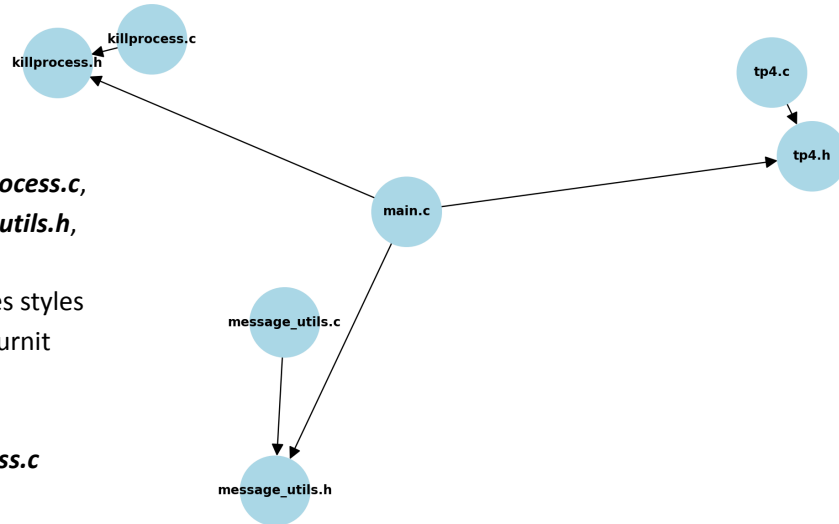 killprocess.c
killprocess.h
tp4.c
tp4.h
ocess.c,
main.c
utils.h,
es styles
message_utils.c
urnit
ss.c
message_utils.h